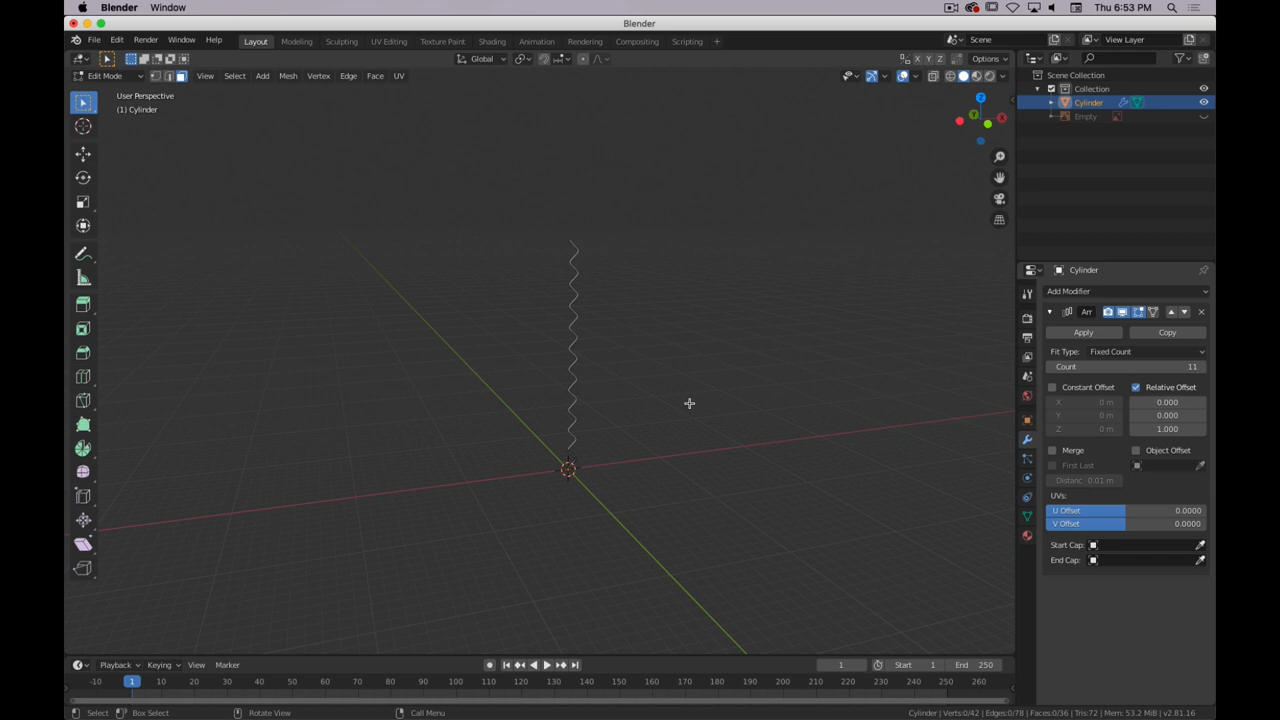 Blender Window Thu 6:53 PM
Blender
File Edit Render Window Help Layout Modeling Sculpting UV Editing Texture Paint Shading Animation Rendering Compositing Scripting + Scene View Layer
Global Options
Edit Mode View Select Add Mesh Vertex Edge Face UV X Y Z
User Perspective
(1) Cylinder
Z
Y X
Scene Collection
Collection
Cylinder
Empty
Cylinder
Add Modifier
Arr
Apply Copy
Fit Type: Fixed Count
Count 11
Constant Offset Relative Offset
X 0 m 0.000
Y 0 m 0.000
Z 0 m 1.000
Merge Object Offset
First Last
Distanc 0.01 m
UVs:
U Offset 0.0000
V Offset 0.0000
Start Cap:
End Cap:
Playback Keying View Marker 1 Start 1 End 250
-10 1 10 20 30 40 50 60 70 80 90 100 110 120 130 140 150 160 170 180 190 200 210 220 230 240 250 260
Select Box Select Rotate View Call Menu Cylinder | Verts:0/42 | Edges:0/78 | Faces:0/36 | Tris:72 | Mem: 53.2 MiB | v2.81.16